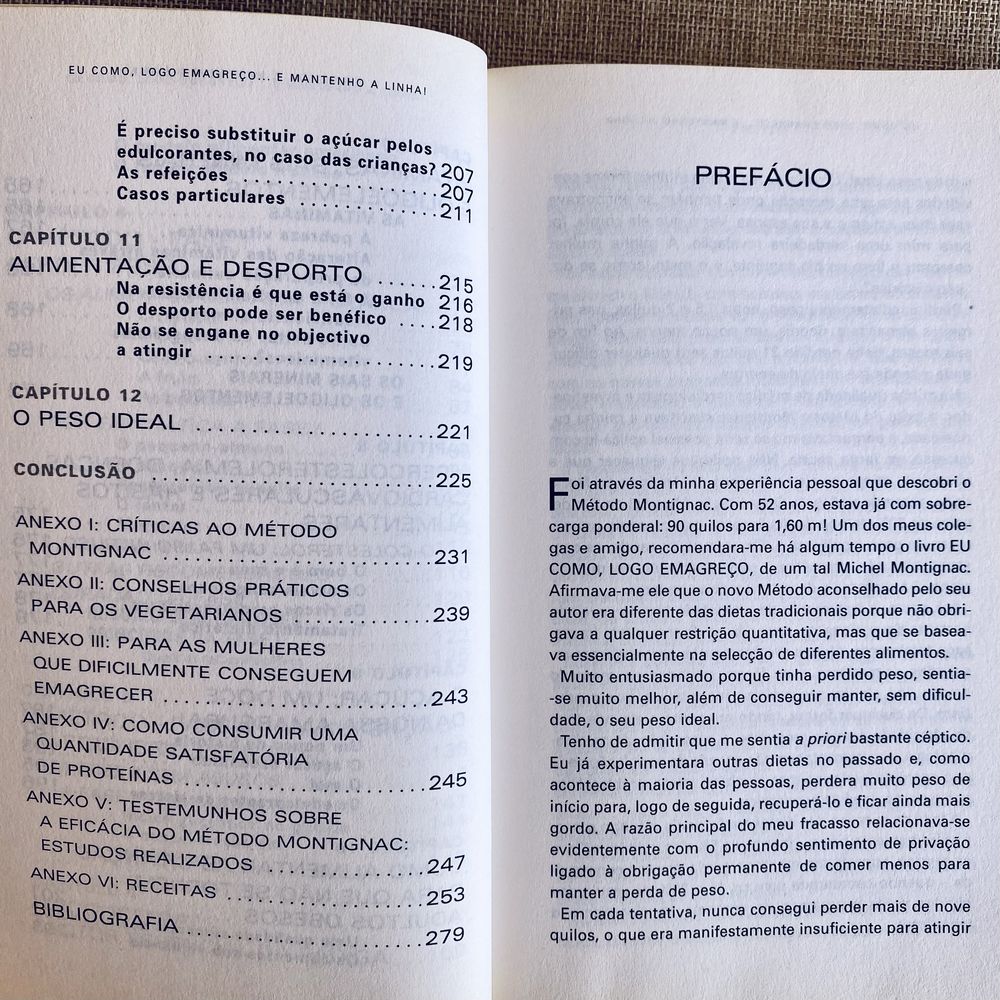 EU COMO, LOGO EMAGREÇO... E MANTENHO A LINHA!
É preciso substituir o açúcar pelos
edulcorantes, no caso das crianças? 207
As refeições ....................... 207
Casos particulares ................. 211
CAPÍTULO 11
ALIMENTAÇÃO E DESPORTO ...... 215
Na resistência é que está o ganho 216
O desporto pode ser benéfico ..... 218
Não se engane no objectivo
a atingir ........................ 219
CAPÍTULO 12
O PESO IDEAL ..................... 221
CONCLUSÃO ........................ 225
ANEXO I: CRÍTICAS AO MÉTODO
MONTIGNAC ........................ 231
ANEXO II: CONSELHOS PRÁTICOS
PARA OS VEGETARIANOS ............. 239
ANEXO III: PARA AS MULHERES
QUE DIFICILMENTE CONSEGUEM
EMAGRECER ........................ 243
ANEXO IV: COMO CONSUMIR UMA
QUANTIDADE SATISFATÓRIA
DE PROTEÍNAS ..................... 245
ANEXO V: TESTEMUNHOS SOBRE
A EFICÁCIA DO MÉTODO MONTIGNAC:
ESTUDOS REALIZADOS ............... 247
ANEXO VI: RECEITAS ............... 253
BIBLIOGRAFIA ..................... 279
PREFÁCIO
Foi através da minha experiência pessoal que descobri o
Método Montignac. Com 52 anos, estava já com sobre-
carga ponderal: 90 quilos para 1,60 m! Um dos meus cole-
gas e amigo, recomendara-me há algum tempo o livro EU
COMO, LOGO EMAGREÇO, de um tal Michel Montignac.
Afirmava-me ele que o novo Método aconselhado pelo seu
autor era diferente das dietas tradicionais porque não obri-
gava a qualquer restrição quantitativa, mas que se basea-
va essencialmente na selecção de diferentes alimentos.
Muito entusiasmado porque tinha perdido peso, sentia-
-se muito melhor, além de conseguir manter, sem dificul-
dade, o seu peso ideal.
Tenho de admitir que me sentia a priori bastante céptico.
Eu já experimentara outras dietas no passado e, como
acontece à maioria das pessoas, perdera muito peso de
início para, logo de seguida, recuperá-lo e ficar ainda mais
gordo. A razão principal do meu fracasso relacionava-se
evidentemente com o profundo sentimento de privação
ligado à obrigação permanente de comer menos para
manter a perda de peso.
Em cada tentativa, nunca consegui perder mais de nove
quilos, o que era manifestamente insuficiente para atingir